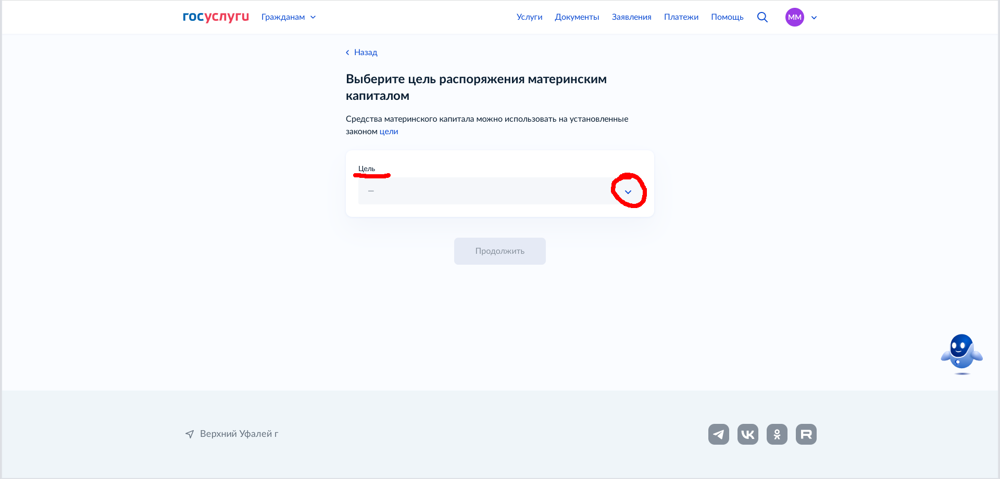 госуслуги Гражданам Услуги Документы Заявления Платежи Помощь ММ
Назад
Выберите цель распоряжения материнским
капиталом
Средства материнского капитала можно использовать на установленные
законом цели
Цель
—
Продолжить
Верхний Уфалей г